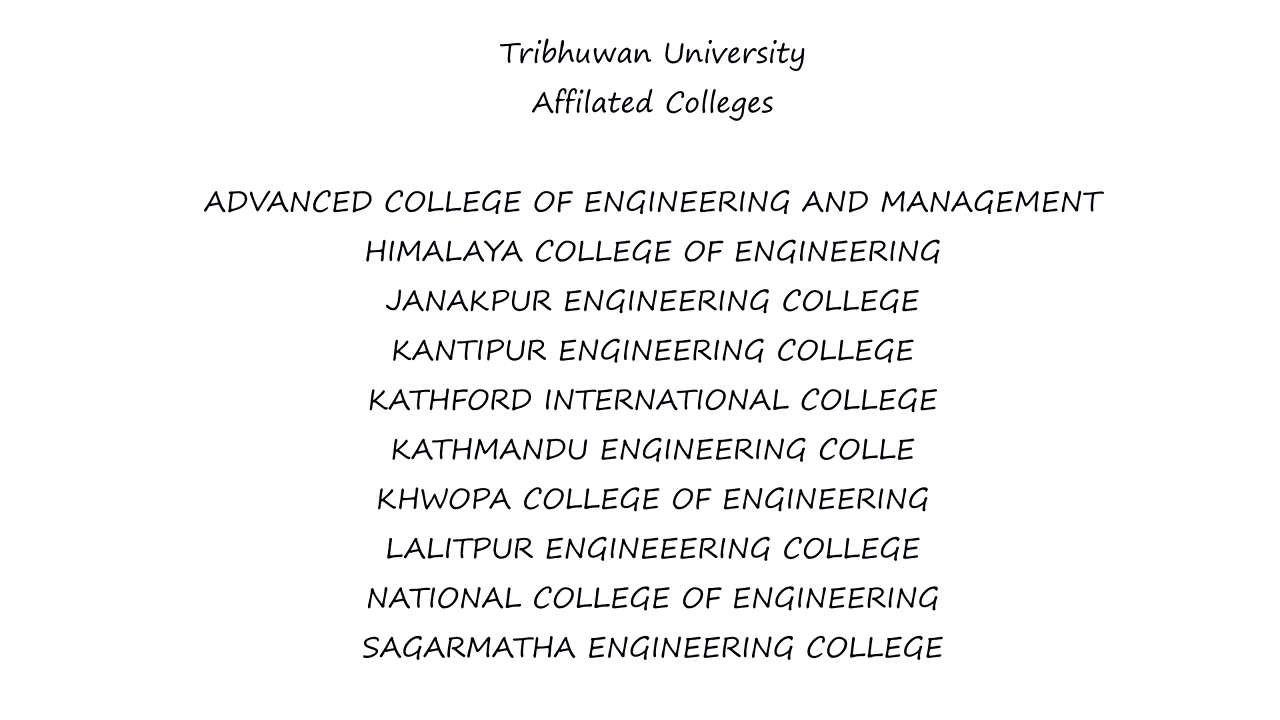 Tribhuwan University
Affilated Colleges
ADVANCED COLLEGE OF ENGINEERING AND MANAGEMENT
HIMALAYA COLLEGE OF ENGINEERING
JANAKPUR ENGINEERING COLLEGE
KANTIPUR ENGINEERING COLLEGE
KATHFORD INTERNATIONAL COLLEGE
KATHMANDU ENGINEERING COLLE
KHWOPA COLLEGE OF ENGINEERING
LALITPUR ENGINEEERING COLLEGE
NATIONAL COLLEGE OF ENGINEERING
SAGARMATHA ENGINEERING COLLEGE